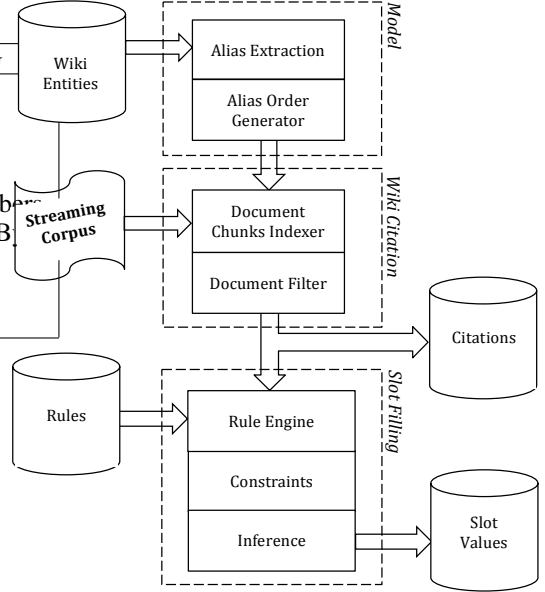 Model
Wiki
Entities
Alias Extraction
Alias Order
Generator
Wiki Citation
Streaming
Corpus
Document
Chunks Indexer
Document Filter
Citations
Slot Filling
Rules
Rule Engine
Constraints
Inference
Slot
Values